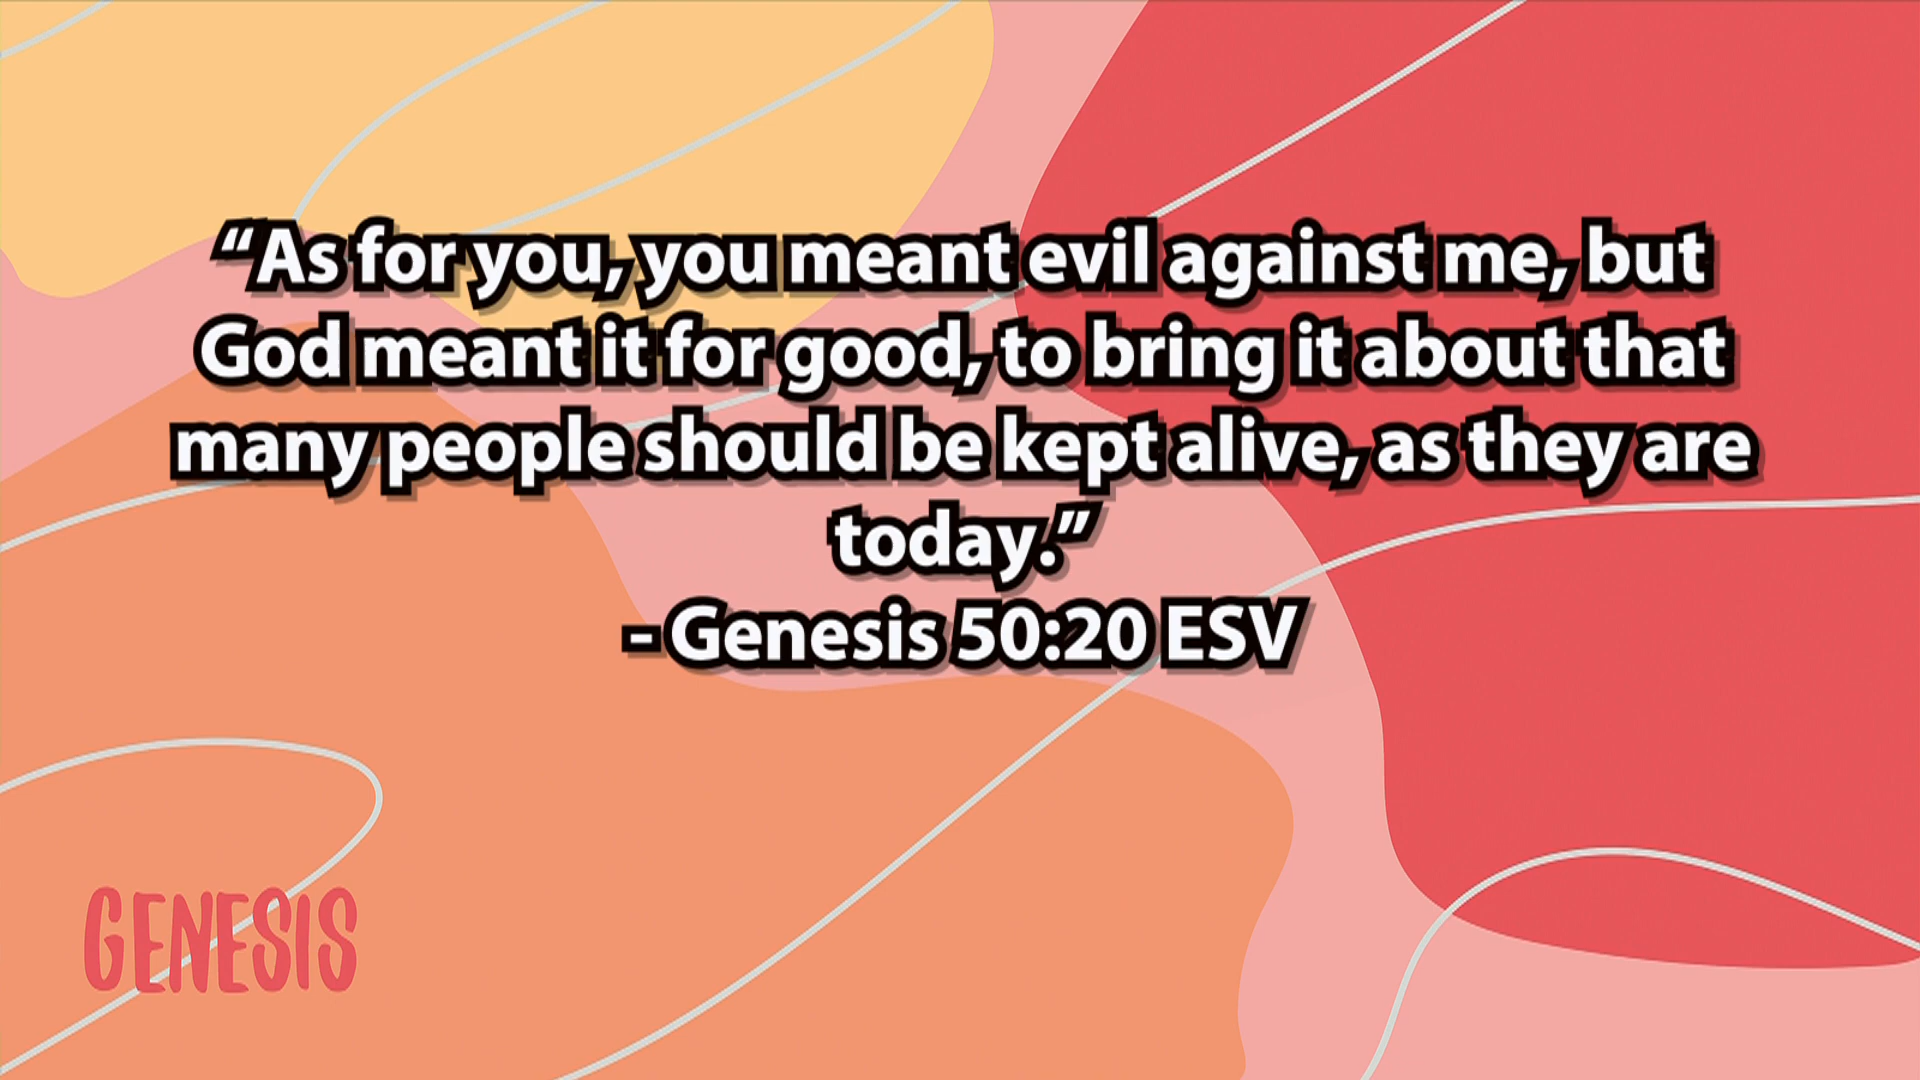 “As for you, you meant evil against me, but
God meant it for good, to bring it about that
many people should be kept alive, as they are
today.”
- Genesis 50:20 ESV
GENESIS